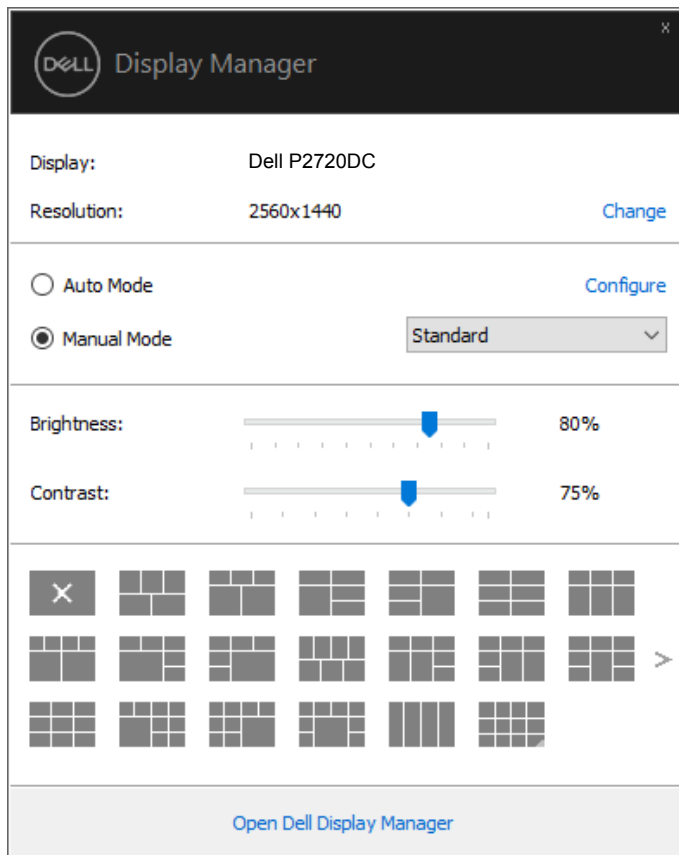 x
DELL Display Manager
Display: Dell P2720DC
Resolution: 2560x1440 Change
Auto Mode Configure
Manual Mode Standard
Brightness: 80%
Contrast: 75%
Open Dell Display Manager